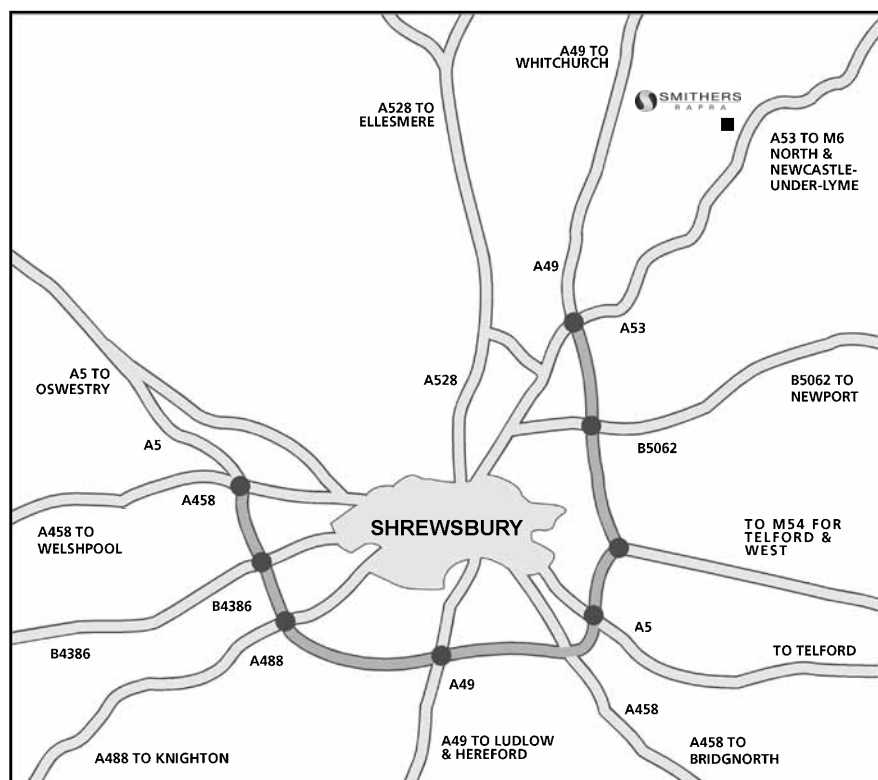 A49 TO
WHITCHURCH
SMITHERS
RAPRA
A528 TO
ELLESMERE
A53 TO M6
NORTH &
NEWCASTLE-
UNDER-LYME
A49
A53
A5 TO
OSWESTRY
A528
B5062 TO
NEWPORT
A5
B5062
A458
SHREWSBURY
A458 TO
WELSHPOOL
TO M54 FOR
TELFORD &
WEST
B4386
A5
B4386
A488
TO TELFORD
A49
A458
A488 TO KNIGHTON
A49 TO LUDLOW
& HEREFORD
A458 TO
BRIDGNORTH